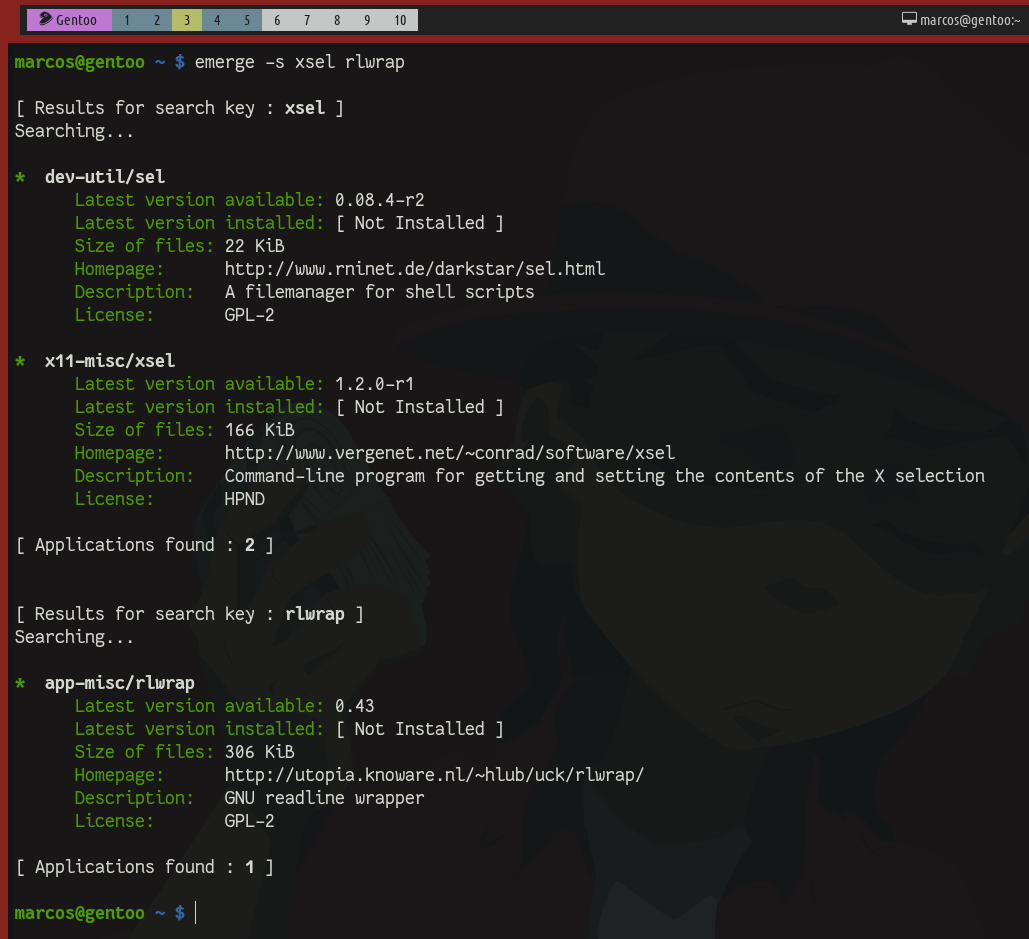 Gentoo 1 2 3 4 5 6 7 8 9 10 marcos@gentoo:~
marcos@gentoo ~ $ emerge -s xsel rlwrap
[ Results for search key : xsel ]
Searching...
* dev-util/sel
Latest version available: 0.08.4-r2
Latest version installed: [ Not Installed ]
Size of files: 22 KiB
Homepage: http://www.rninet.de/darkstar/sel.html
Description: A filemanager for shell scripts
License: GPL-2
* x11-misc/xsel
Latest version available: 1.2.0-r1
Latest version installed: [ Not Installed ]
Size of files: 166 KiB
Homepage: http://www.vergenet.net/~conrad/software/xsel
Description: Command-line program for getting and setting the contents of the X selection
License: HPND
[ Applications found : 2 ]
[ Results for search key : rlwrap ]
Searching...
* app-misc/rlwrap
Latest version available: 0.43
Latest version installed: [ Not Installed ]
Size of files: 306 KiB
Homepage: http://utopia.knoware.nl/~hlub/uck/rlwrap/
Description: GNU readline wrapper
License: GPL-2
[ Applications found : 1 ]
marcos@gentoo ~ $